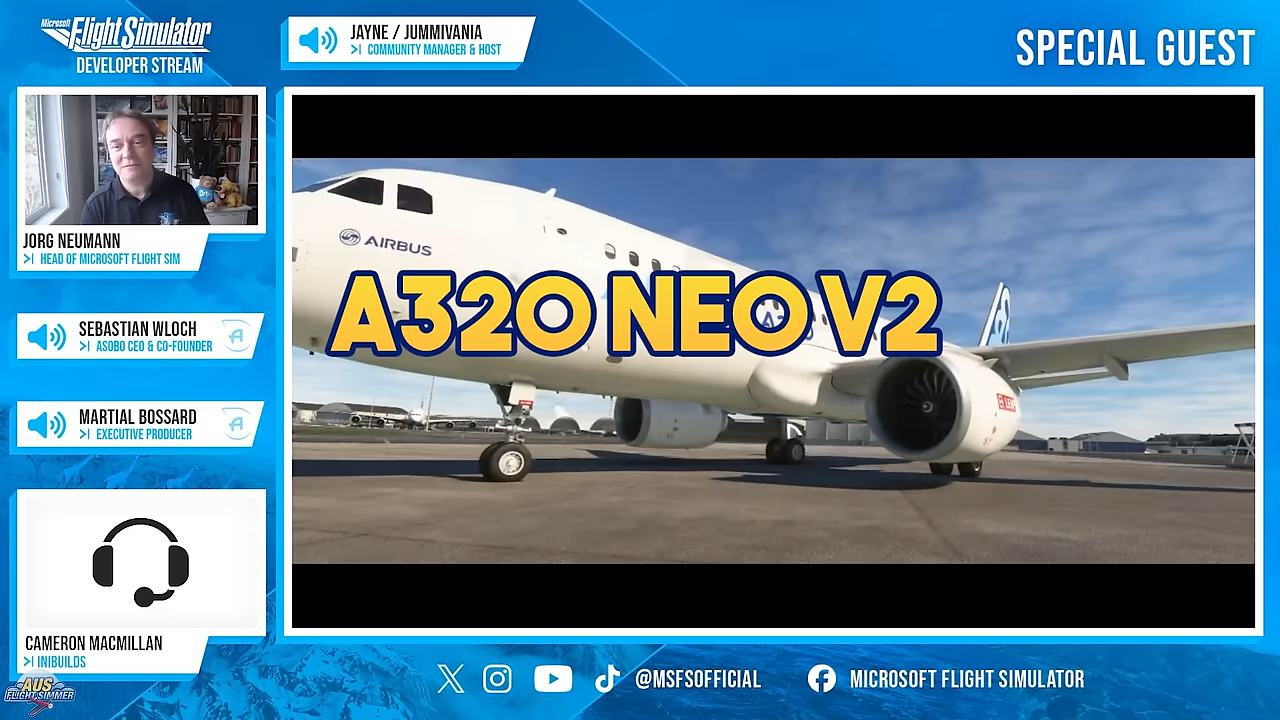 Microsoft
Flight Simulator
DEVELOPER STREAM
JAYNE / JUMMIVANIA
COMMUNITY MANAGER & HOST
SPECIAL GUEST
JORG NEUMANN
HEAD OF MICROSOFT FLIGHT SIM
SEBASTIAN WLOCH
ASOBO CEO & CO-FOUNDER
MARTIAL BOSSARD
EXECUTIVE PRODUCER
CAMERON MACMILLAN
INIBUILDS
AIRBUS
A320 NEO V2
AUS
FLIGHT SIMMER
@MSFSOFFICIAL
MICROSOFT FLIGHT SIMULATOR